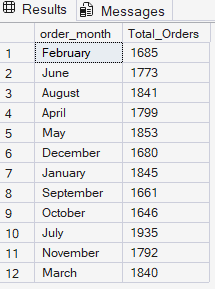 Results Messages
order_month Total_Orders
1 February 1685
2 June 1773
3 August 1841
4 April 1799
5 May 1853
6 December 1680
7 January 1845
8 September 1661
9 October 1646
10 July 1935
11 November 1792
12 March 1840